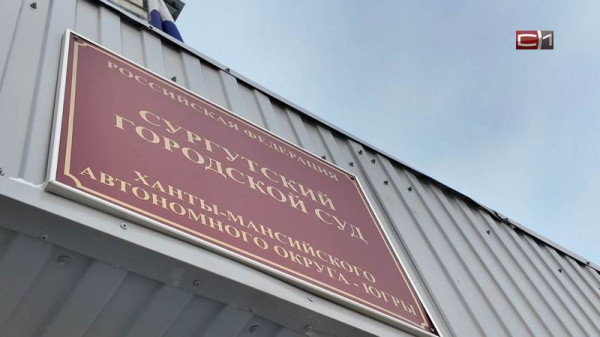 С1
РОССИЙСКАЯ ФЕДЕРАЦИЯ
СУРГУТСКИЙ
ГОРОДСКОЙ СУД
ХАНТЫ-МАНСИЙСКОГО
АВТОНОМНОГО ОКРУГА - ЮГРЫ